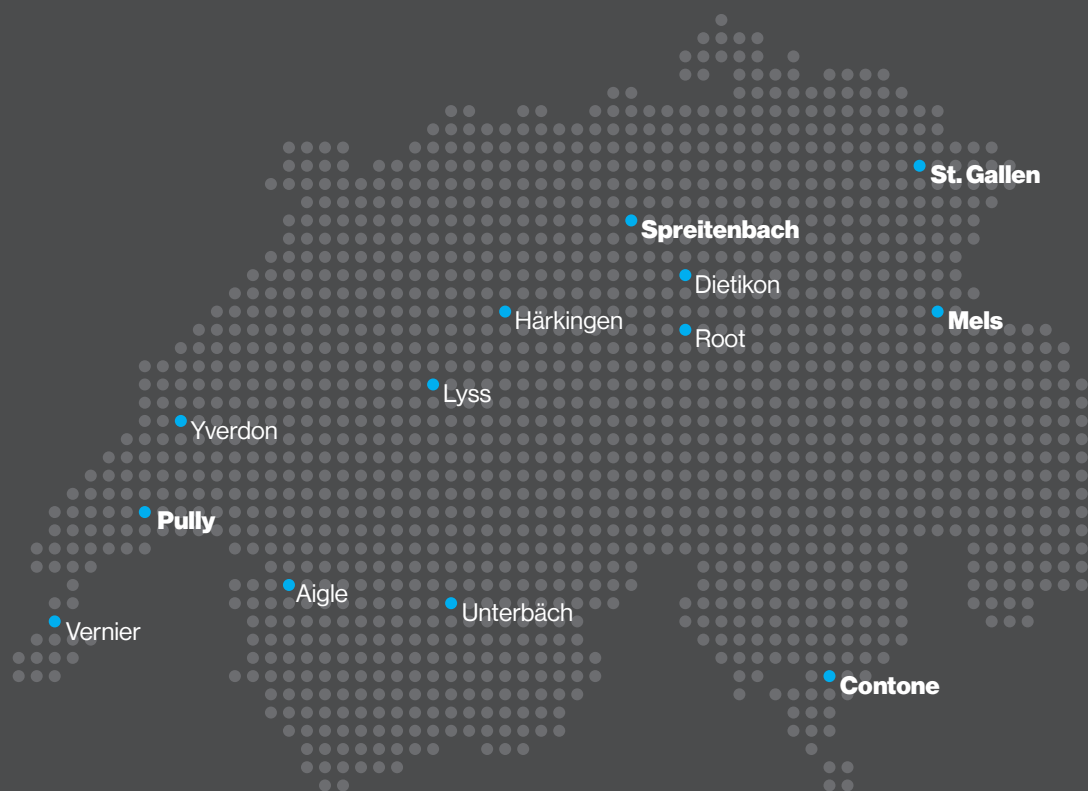 St. Gallen
Spreitenbach
Dietikon
Härkingen
Mels
Root
Lyss
Yverdon
Pully
Aigle
Unterbäch
Vernier
Contone